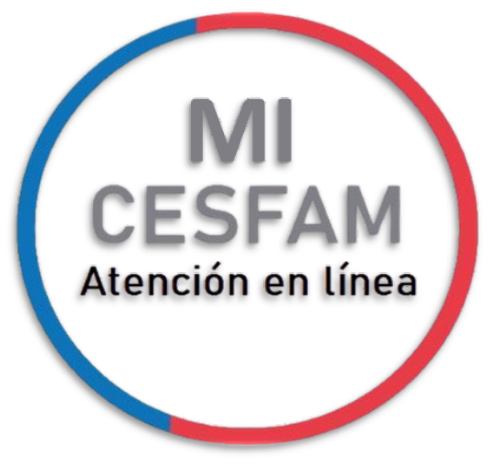 MI
CESFAM
Atención en línea